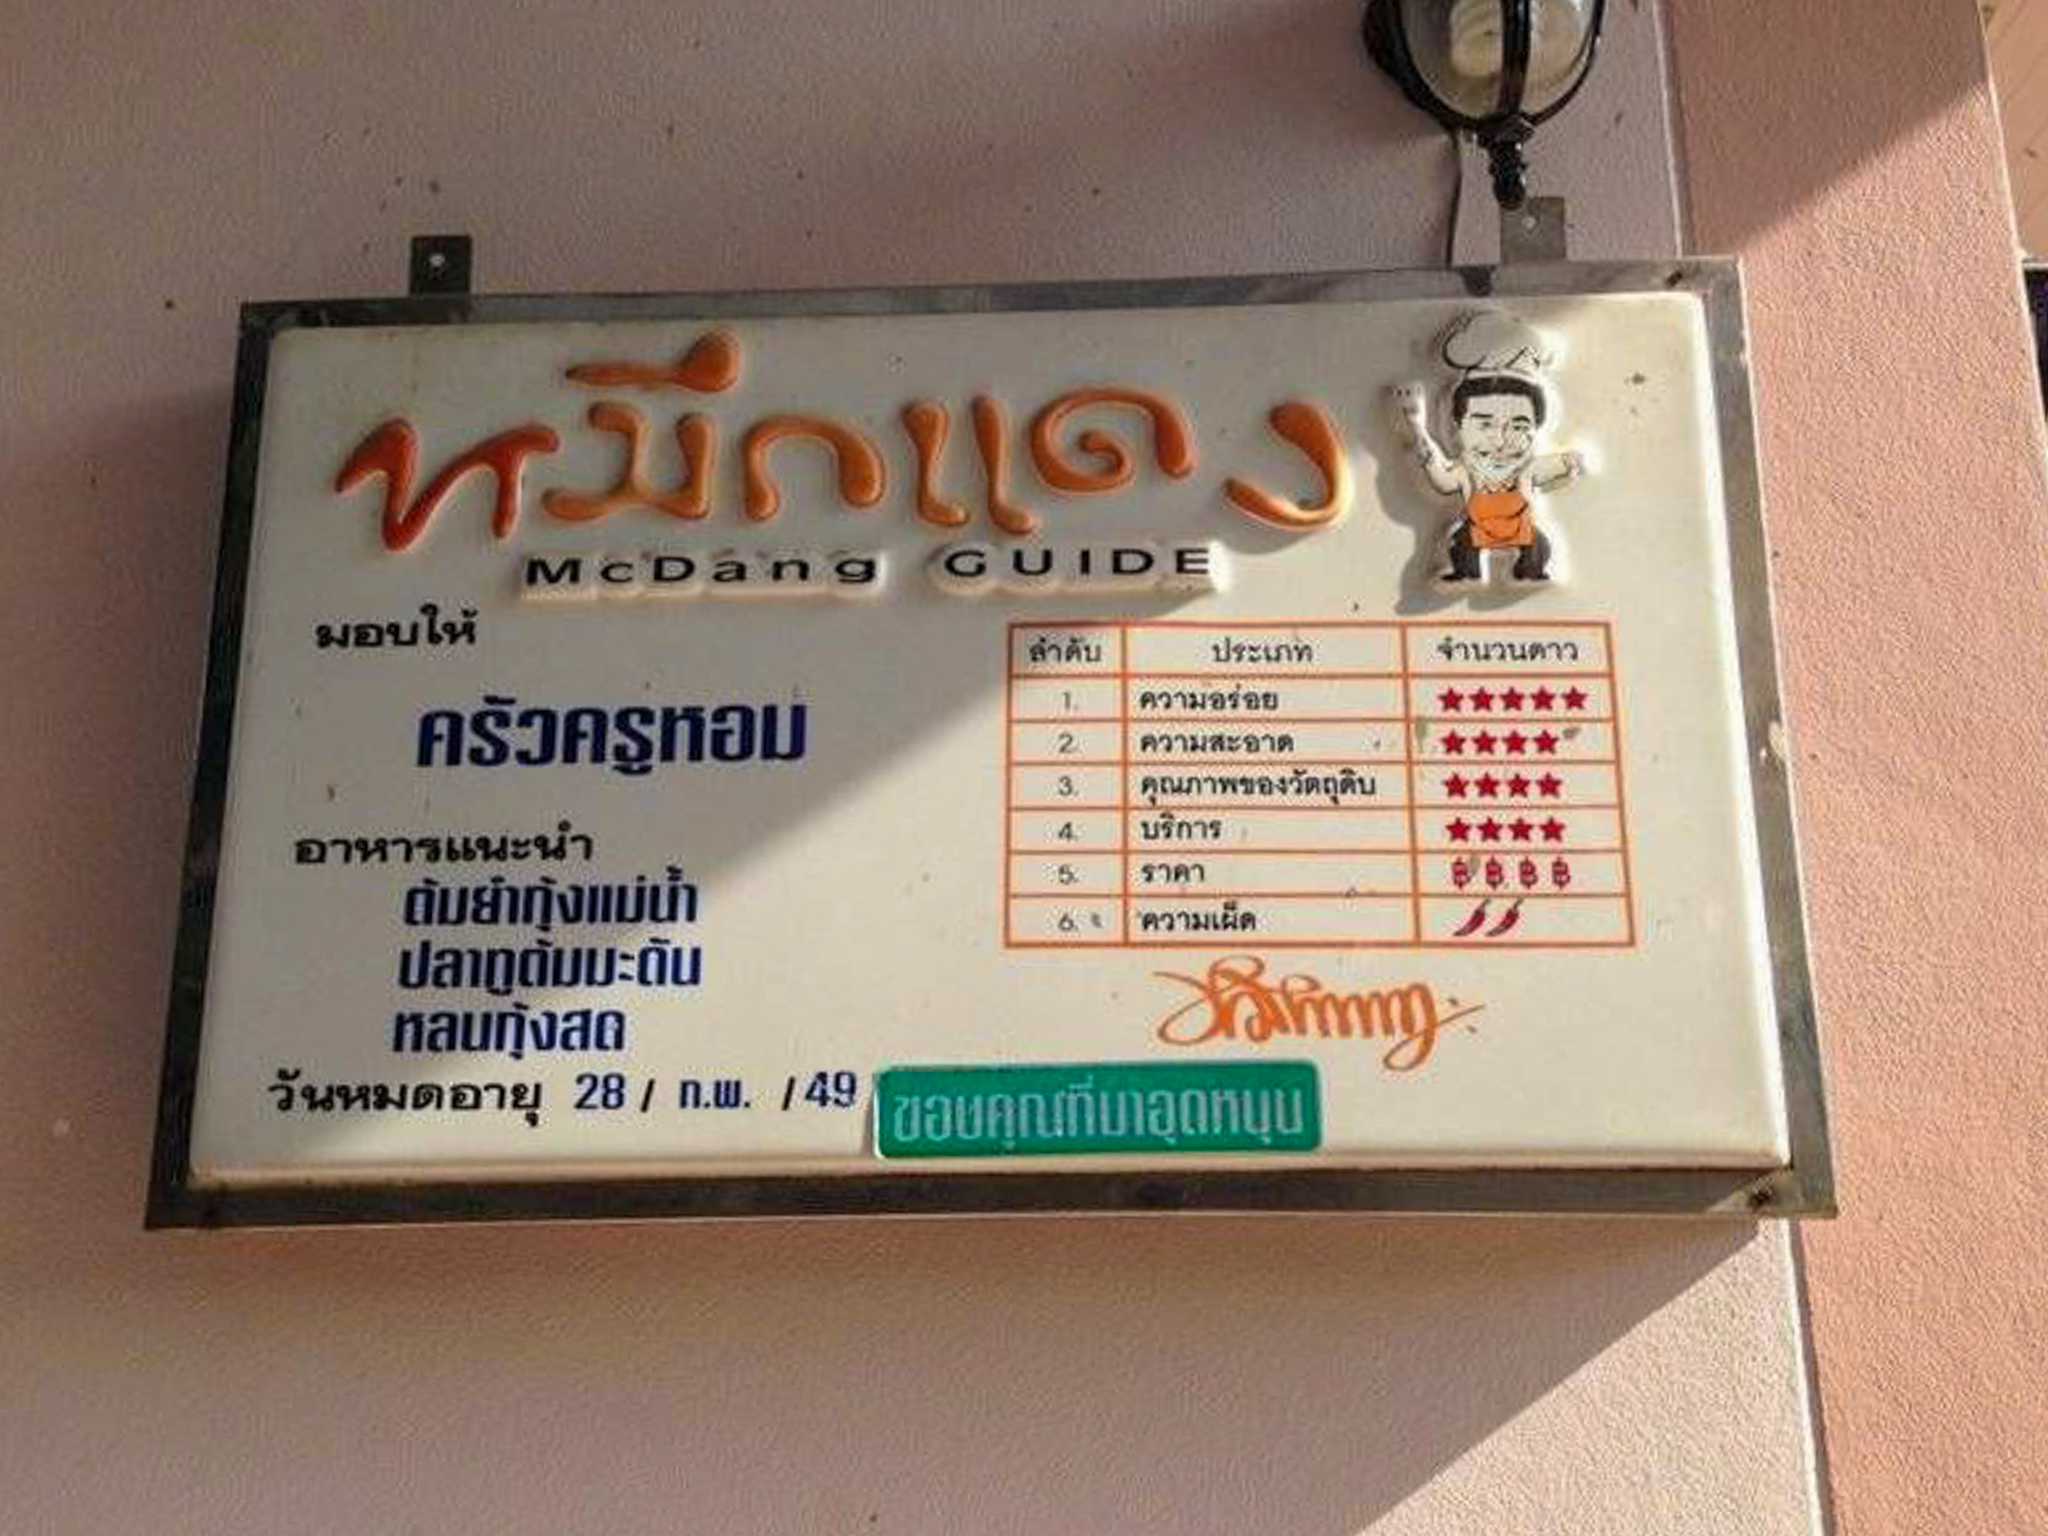 หมึกแดง
McDang GUIDE
มอบให้
ครัวครูหอม
อาหารแนะนำ
ต้มยำกุ้งแม่น้ำ
ปลาทูต้มมะดัน
หลนกุ้งสด
วันหมดอายุ 28 / ก.พ. / 49
ลำดับ ประเภท จำนวนดาว
1. ความอร่อย ★★★★★
2. ความสะอาด ★★★★
3. คุณภาพของวัตถุดิบ ★★★★
4. บริการ ★★★★
5. ราคา ฿ ฿ ฿ ฿
6. ความเผ็ด
ขอบคุณที่มาอุดหนุน